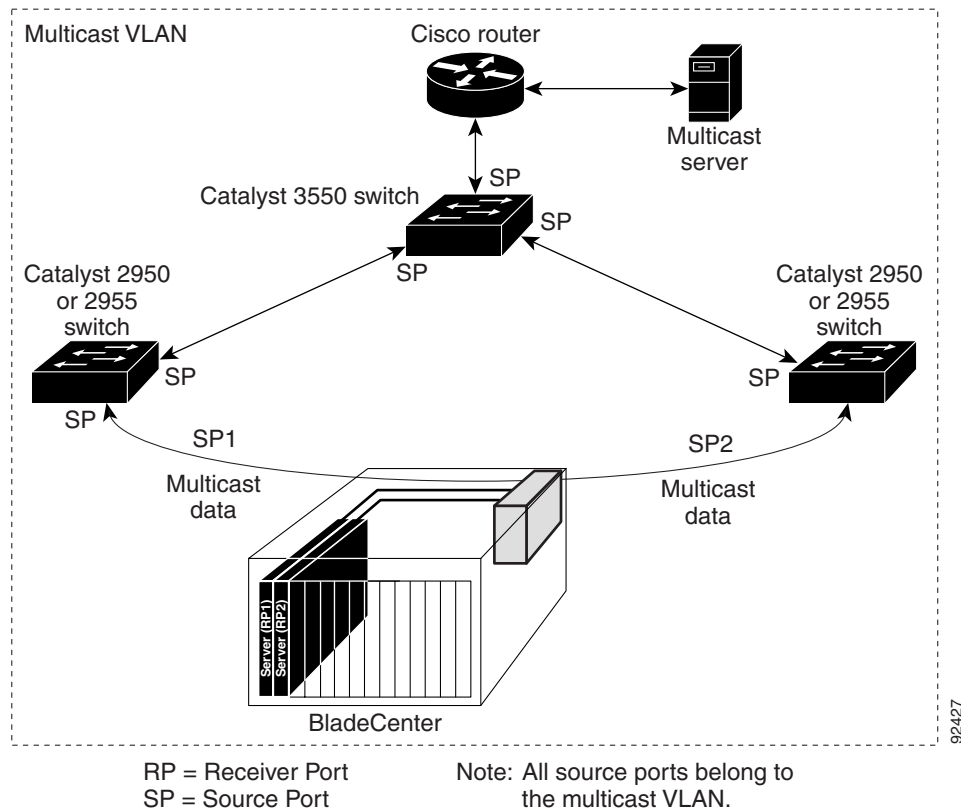 Multicast VLAN
Cisco router
Multicast
server
SP
Catalyst 3550 switch
SP
SP
Catalyst 2950
or 2955
switch
Catalyst 2950
or 2955
switch
SP
SP
SP
SP1
SP2
Multicast
data
Multicast
data
Server (RP1)
Server (RP2)
BladeCenter
92427
RP = Receiver Port
SP = Source Port
Note: All source ports belong to
the multicast VLAN.